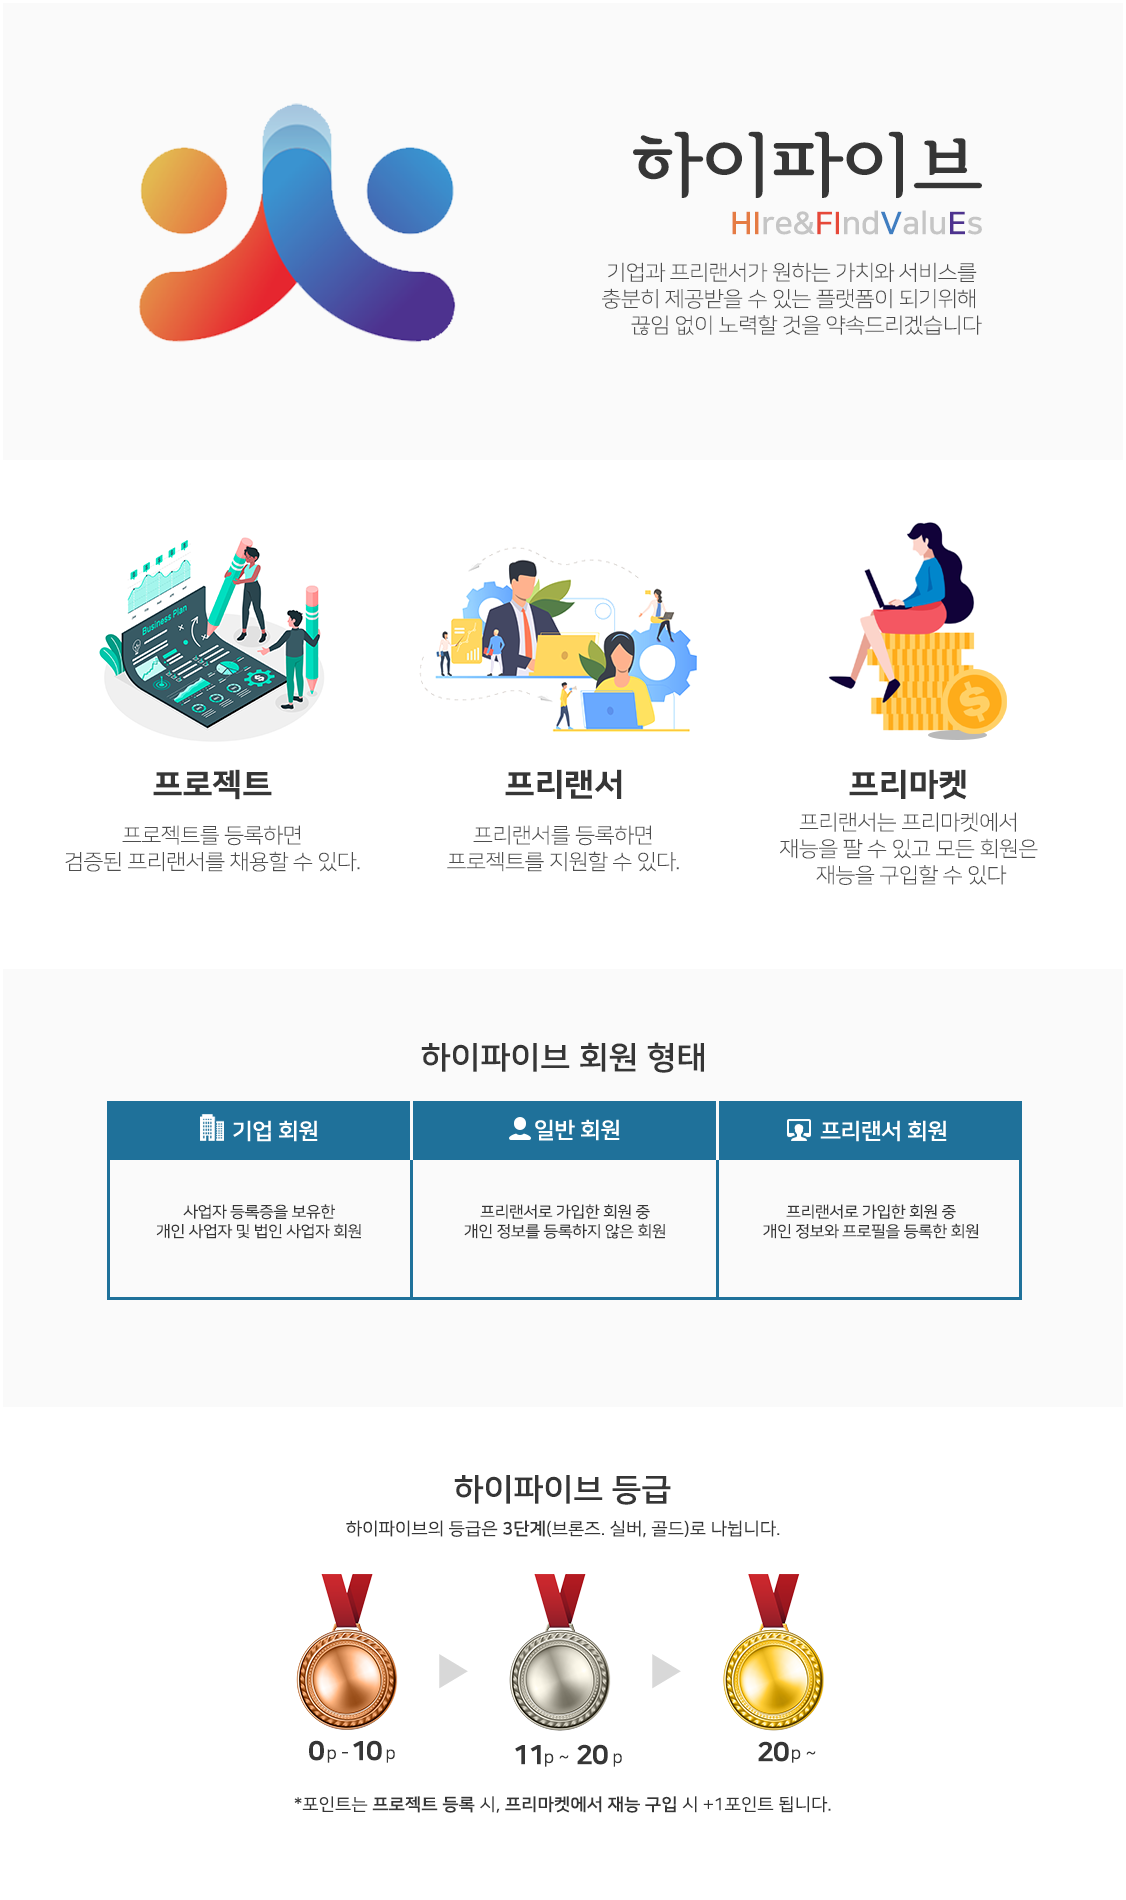 하이파이브
HIre&FIndValuEs
기업과 프리랜서가 원하는 가치와 서비스를
충분히 제공받을 수 있는 플랫폼이 되기위해
끊임 없이 노력할 것을 약속드리겠습니다
Business Plan
프로젝트
프로젝트를 등록하면
검증된 프리랜서를 채용할 수 있다.
프리랜서
프리랜서를 등록하면
프로젝트를 지원할 수 있다.
프리마켓
프리랜서는 프리마켓에서
재능을 팔 수 있고 모든 회원은
재능을 구입할 수 있다
하이파이브 회원 형태
기업 회원
사업자 등록증을 보유한
개인 사업자 및 법인 사업자 회원
일반 회원
프리랜서로 가입한 회원 중
개인 정보를 등록하지 않은 회원
프리랜서 회원
프리랜서로 가입한 회원 중
개인 정보와 프로필을 등록한 회원
하이파이브 등급
하이파이브의 등급은 3단계(브론즈. 실버, 골드)로 나뉩니다.
0p - 10p
11p ~ 20p
20p ~
*포인트는 프로젝트 등록 시, 프리마켓에서 재능 구입 시 +1포인트 됩니다.